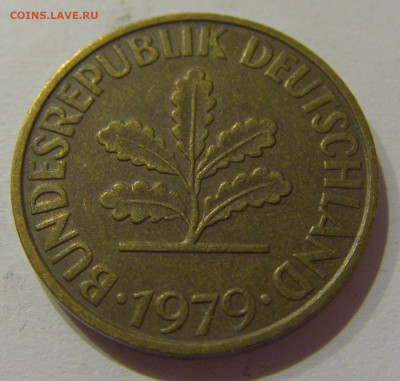 COINS.LAVE.RU
BUNDESREPUBLIK DEUTSCHLAND
· 1979 ·